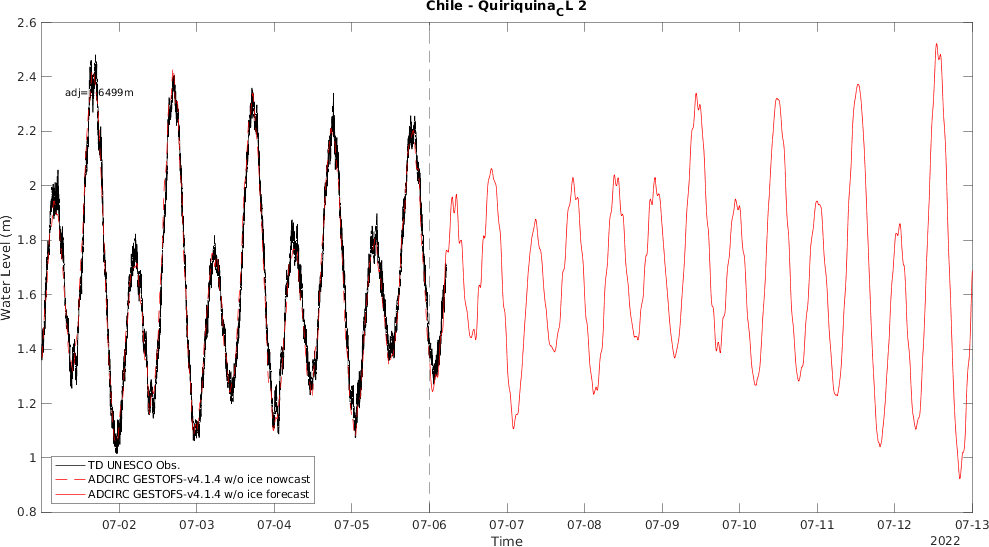 Chile - Quiriquina_CL 2
2.6
2.4
2.2
2
1.8
1.6
1.4
1.2
1
0.8
Water Level (m)
6499m
TD UNESCO Obs.
ADCIRC GESTOFS-v4.1.4 w/o ice nowcast
ADCIRC GESTOFS-v4.1.4 w/o ice forecast
07-02 07-03 07-04 07-05 07-06 07-07 07-08 07-09 07-10 07-11 07-12 07-13
Time
2022